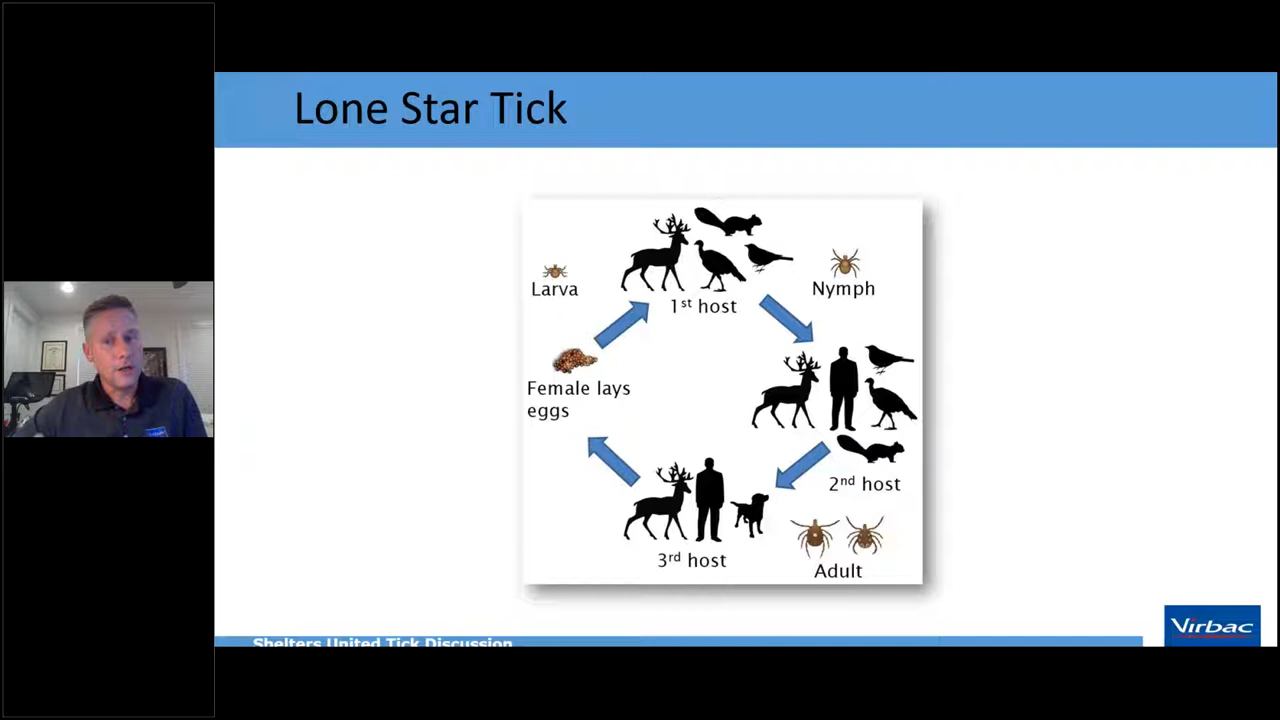 Lone Star Tick
Larva
1st host
Nymph
Female lays
eggs
2nd host
3rd host
Adult
Shelters United Tick Discussion
Virbac